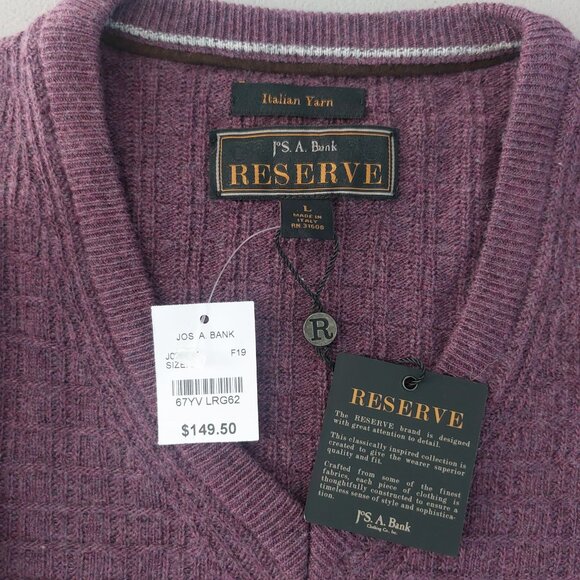 Italian Yarn
JoS. A. Bank
RESERVE
L
MADE IN
ITALY
RN 31600
JOS. A. BANK
F19
SIZE
67YV LRG62
$149.50
R
RESERVE
The RESERVE brand is designed
with great attention to detail.
This classically inspired collection is
created to give the wearer superior
quality and fit.
Crafted from some of the finest
fabrics, each piece of clothing is
thoughtfully constructed to ensure a
timeless sense of style and sophistica-
tion.
JoS. A. Bank
Clothing Co., Inc.